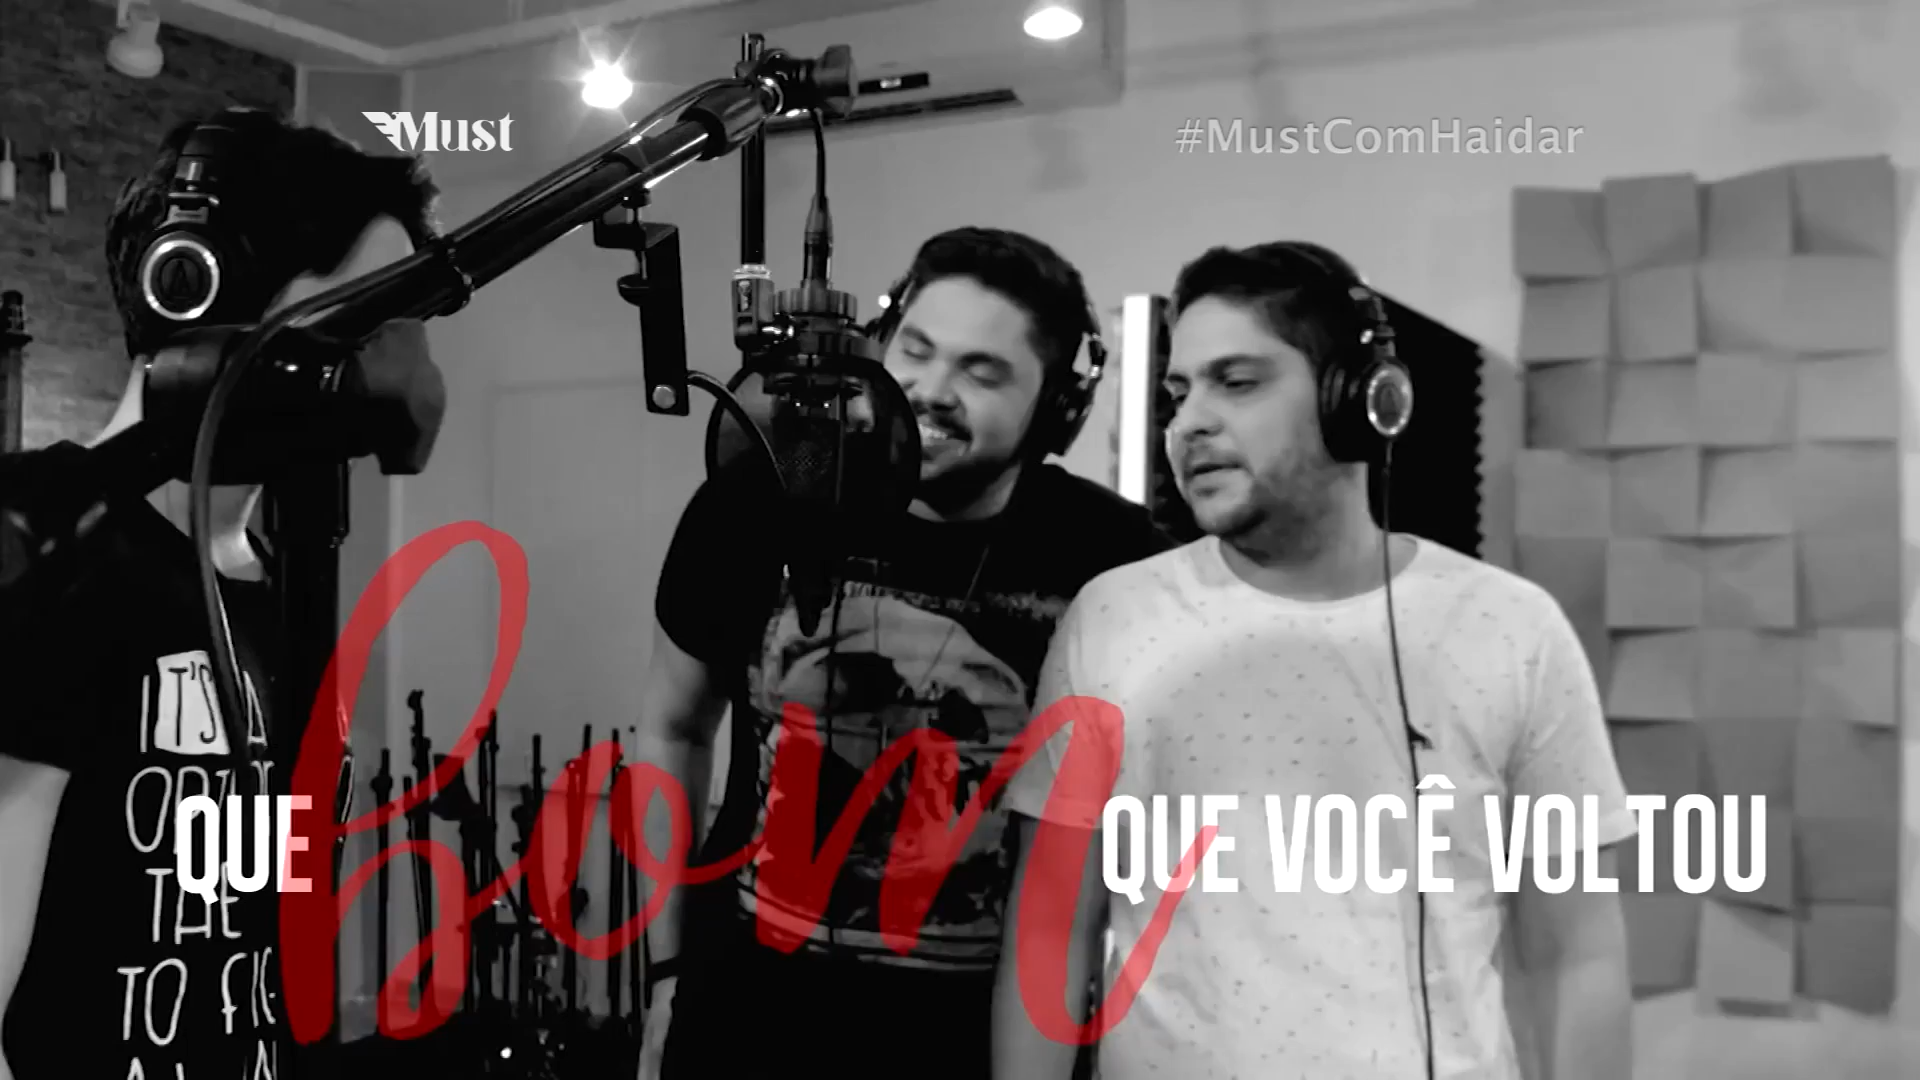 Must
#MustComHaidar
QUE bom QUE VOCÊ VOLTOU
IT'S
THE
TO